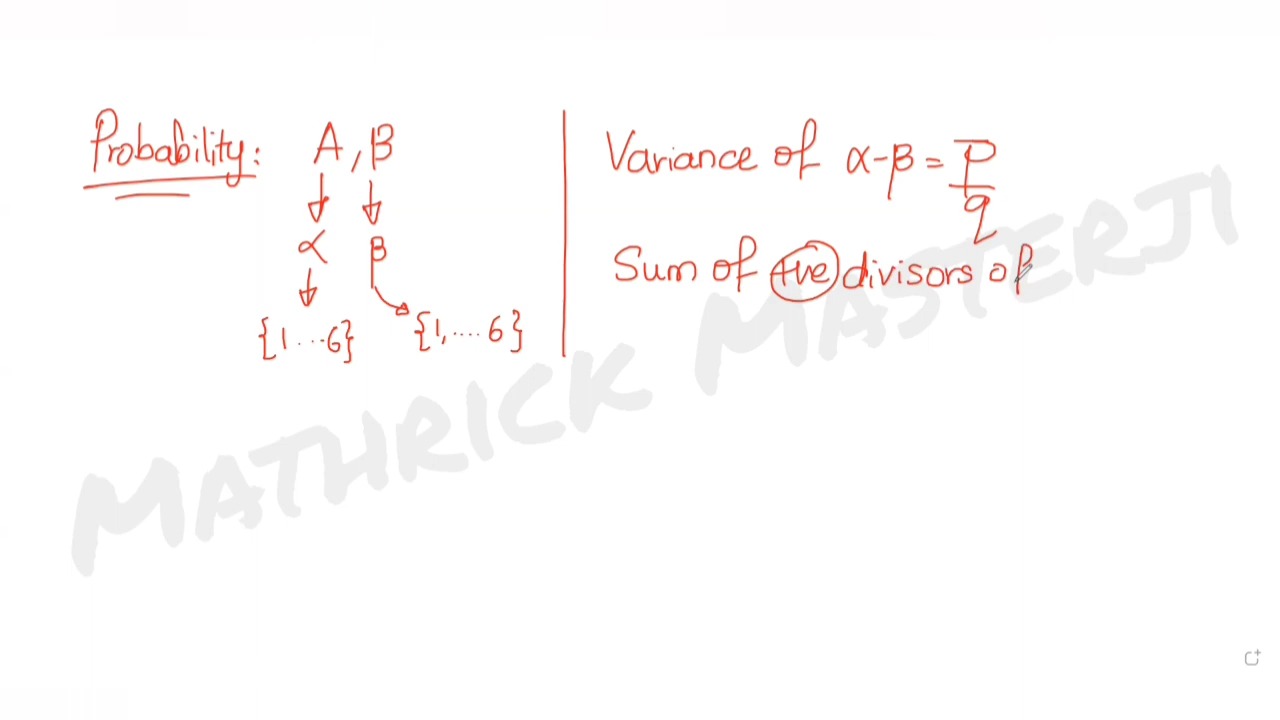 Probability: A, B
α β
{1...6} {1,....6}
Variance of α-β = P/q
Sum of +ve divisors of
MATHRICK MASTERJI